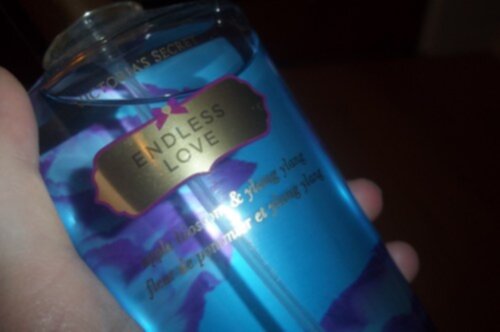 VICTORIA'S SECRET
ENDLESS
LOVE
apple blossom & ylang ylang
fleur de pommier et ylang ylang